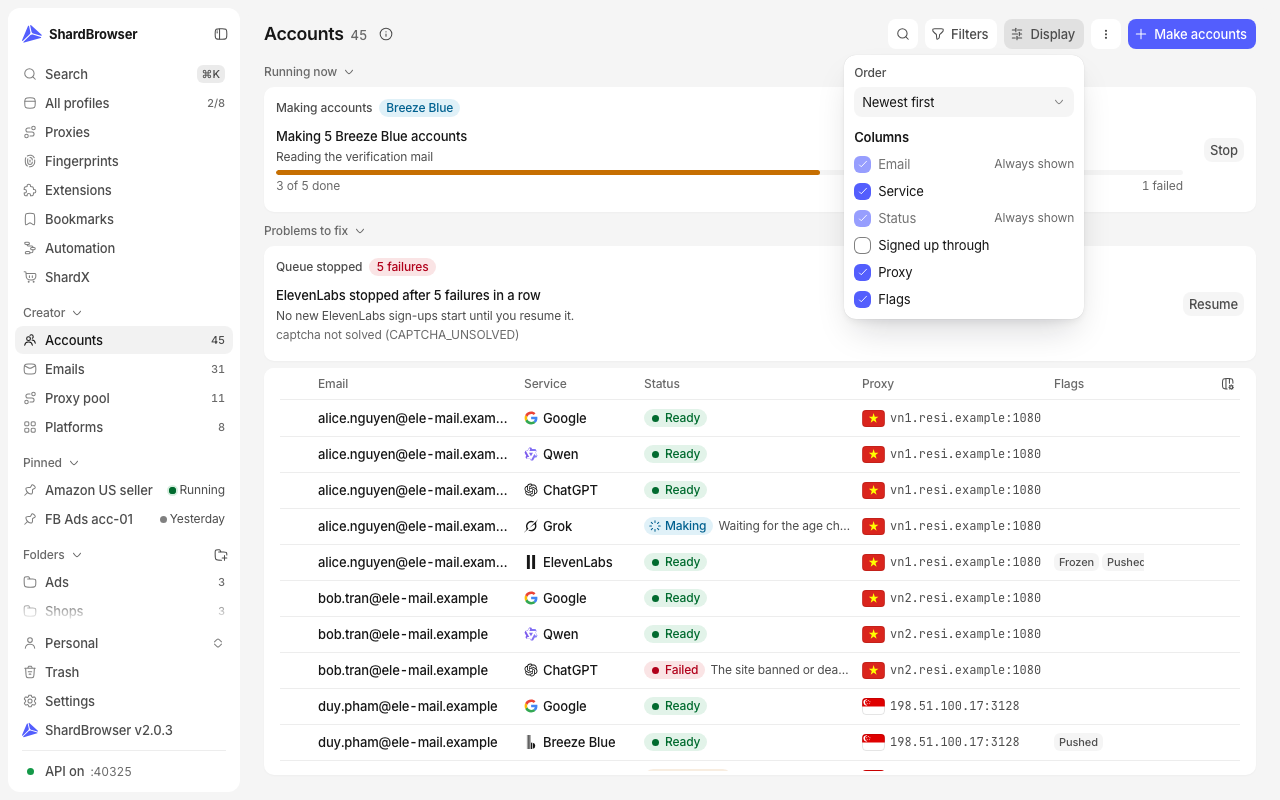 ShardBrowser
Search ⌘K
All profiles 2/8
Proxies
Fingerprints
Extensions
Bookmarks
Automation
ShardX
Creator
Accounts 45
Emails 31
Proxy pool 11
Platforms 8
Pinned
Amazon US seller Running
FB Ads acc-01 Yesterday
Folders
Ads 3
Shops 3
Personal
Trash
Settings
ShardBrowser v2.0.3
API on :40325
Accounts 45
Filters
Display
Make accounts
Running now
Making accounts Breeze Blue
Making 5 Breeze Blue accounts
Reading the verification mail
3 of 5 done 1 failed
Stop
Problems to fix
Queue stopped 5 failures
ElevenLabs stopped after 5 failures in a row
No new ElevenLabs sign-ups start until you resume it.
captcha not solved (CAPTCHA_UNSOLVED)
Resume
Order
Newest first
Columns
Email Always shown
Service
Status Always shown
Signed up through
Proxy
Flags
Email Service Status Proxy Flags
alice.nguyen@ele-mail.exam... Google Ready vn1.resi.example:1080
alice.nguyen@ele-mail.exam... Qwen Ready vn1.resi.example:1080
alice.nguyen@ele-mail.exam... ChatGPT Ready vn1.resi.example:1080
alice.nguyen@ele-mail.exam... Grok Making Waiting for the age ch... vn1.resi.example:1080
alice.nguyen@ele-mail.exam... ElevenLabs Ready vn1.resi.example:1080 Frozen Pushed
bob.tran@ele-mail.example Google Ready vn2.resi.example:1080
bob.tran@ele-mail.example Qwen Ready vn2.resi.example:1080
bob.tran@ele-mail.example ChatGPT Failed The site banned or dea... vn2.resi.example:1080
duy.pham@ele-mail.example Google Ready 198.51.100.17:3128
duy.pham@ele-mail.example Breeze Blue Ready 198.51.100.17:3128 Pushed